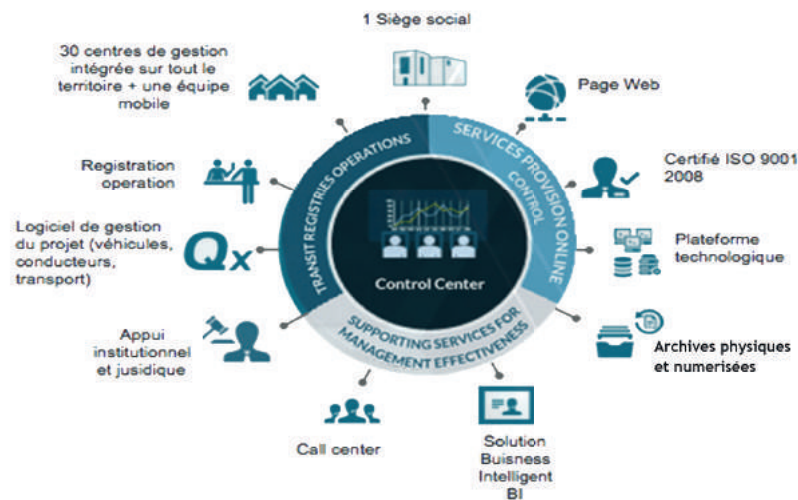 1 Siège social
30 centres de gestion
intégrée sur tout le
territoire + une équipe
mobile
Page Web
Registration
operation
Certifié ISO 9001
2008
Logiciel de gestion
du projet (véhicules,
conducteurs,
transport)
Qx
Plateforme
technologique
Appui
institutionnel
et jusidique
Archives physiques
et numerisées
Call center
Solution
Buisness
Intelligent
BI
TRANSIT REGISTRIES OPERATIONS
SERVICES PROVISION ONLINE
CONTROL
Control Center
SUPPORTING SERVICES FOR
MANAGEMENT EFFECTIVENESS